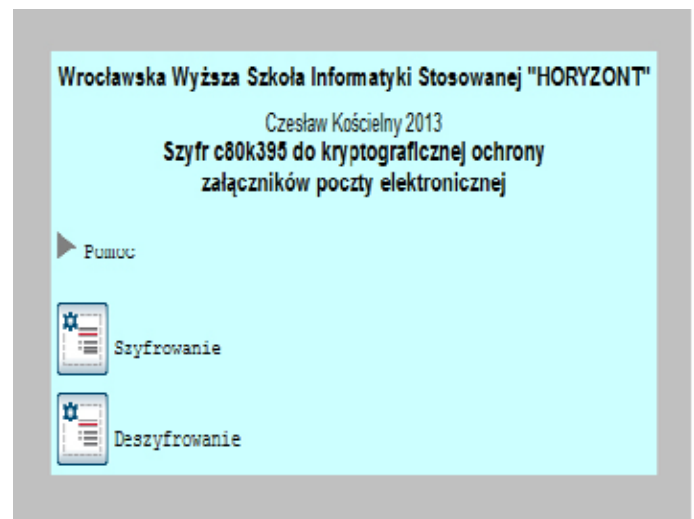 Wrocławska Wyższa Szkoła Informatyki Stosowanej "HORYZONT"
Czesław Kościelny 2013
Szyfr c80k395 do kryptograficznej ochrony
załączników poczty elektronicznej
Pomoc
Szyfrowanie
Deszyfrowanie